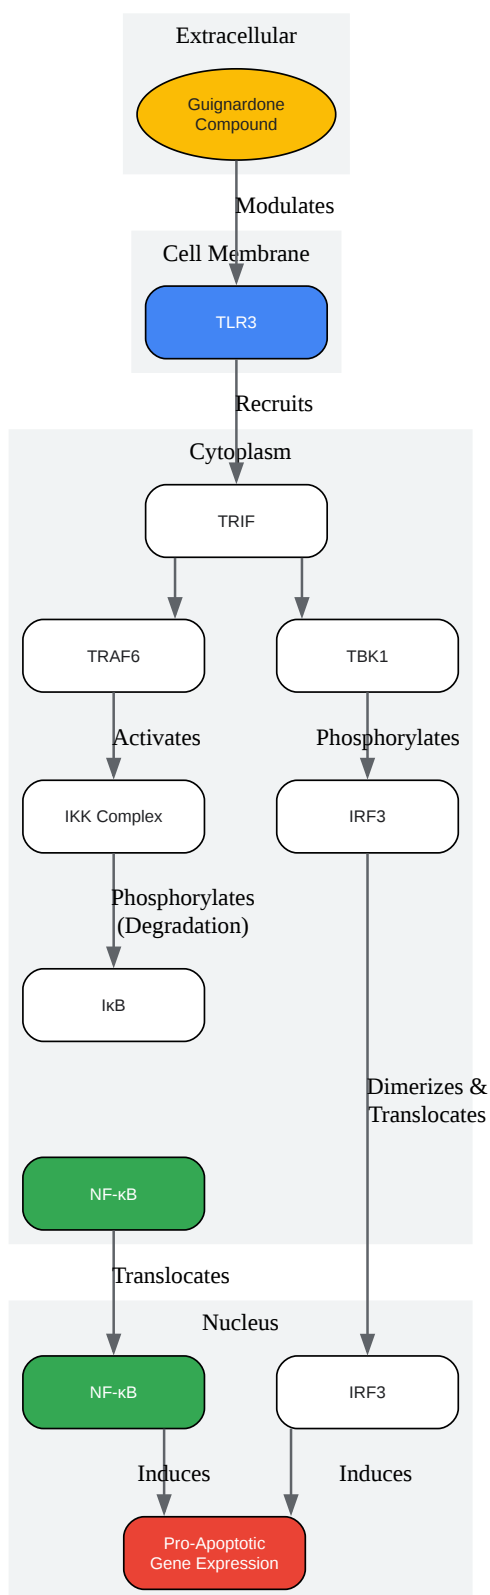 Extracellular
Guignardone
Compound
Modulates
Cell Membrane
TLR3
Recruits
Cytoplasm
TRIF
TRAF6
TBK1
Activates
Phosphorylates
IKK Complex
IRF3
Phosphorylates
(Degradation)
IκB
Dimerizes &
Translocates
NF-κB
Translocates
Nucleus
NF-κB
IRF3
Induces
Induces
Pro-Apoptotic
Gene Expression